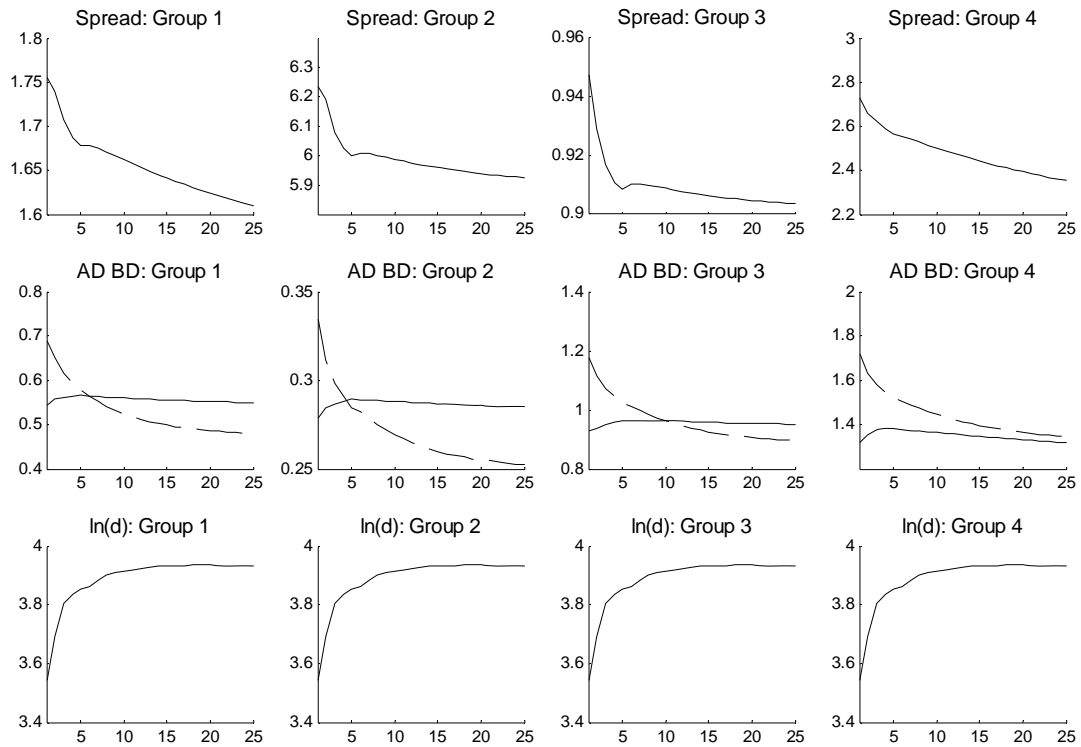 Spread: Group 1
1.8
1.75
1.7
1.65
1.6
5 10 15 20 25
Spread: Group 2
6.3
6.2
6.1
6
5.9
5 10 15 20 25
Spread: Group 3
0.96
0.94
0.92
0.9
5 10 15 20 25
Spread: Group 4
3
2.8
2.6
2.4
2.2
5 10 15 20 25
AD BD: Group 1
0.8
0.7
0.6
0.5
0.4
5 10 15 20 25
AD BD: Group 2
0.35
0.3
0.25
5 10 15 20 25
AD BD: Group 3
1.4
1.2
1
0.8
5 10 15 20 25
AD BD: Group 4
2
1.8
1.6
1.4
5 10 15 20 25
ln(d): Group 1
4
3.8
3.6
3.4
5 10 15 20 25
ln(d): Group 2
4
3.8
3.6
3.4
5 10 15 20 25
ln(d): Group 3
4
3.8
3.6
3.4
5 10 15 20 25
ln(d): Group 4
4
3.8
3.6
3.4
5 10 15 20 25